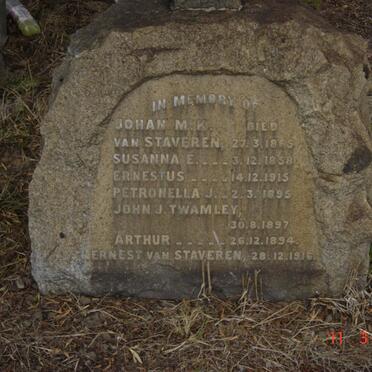 IN MEMORY OF
JOHAN M. K. DIED
VAN STAVEREN, 27.3.1865
SUSANNA E. _ _ _ 3.12.1858
ERNESTUS _ _ _ _ 14.12.1915
PETRONELLA J. _ _ 2.3.1895
JOHN J. TWAMLEY,
30.8.1897
ARTHUR _ _ _ _ _ 26.12.1894.
ERNEST VAN STAVEREN, 28.12.1916.
11